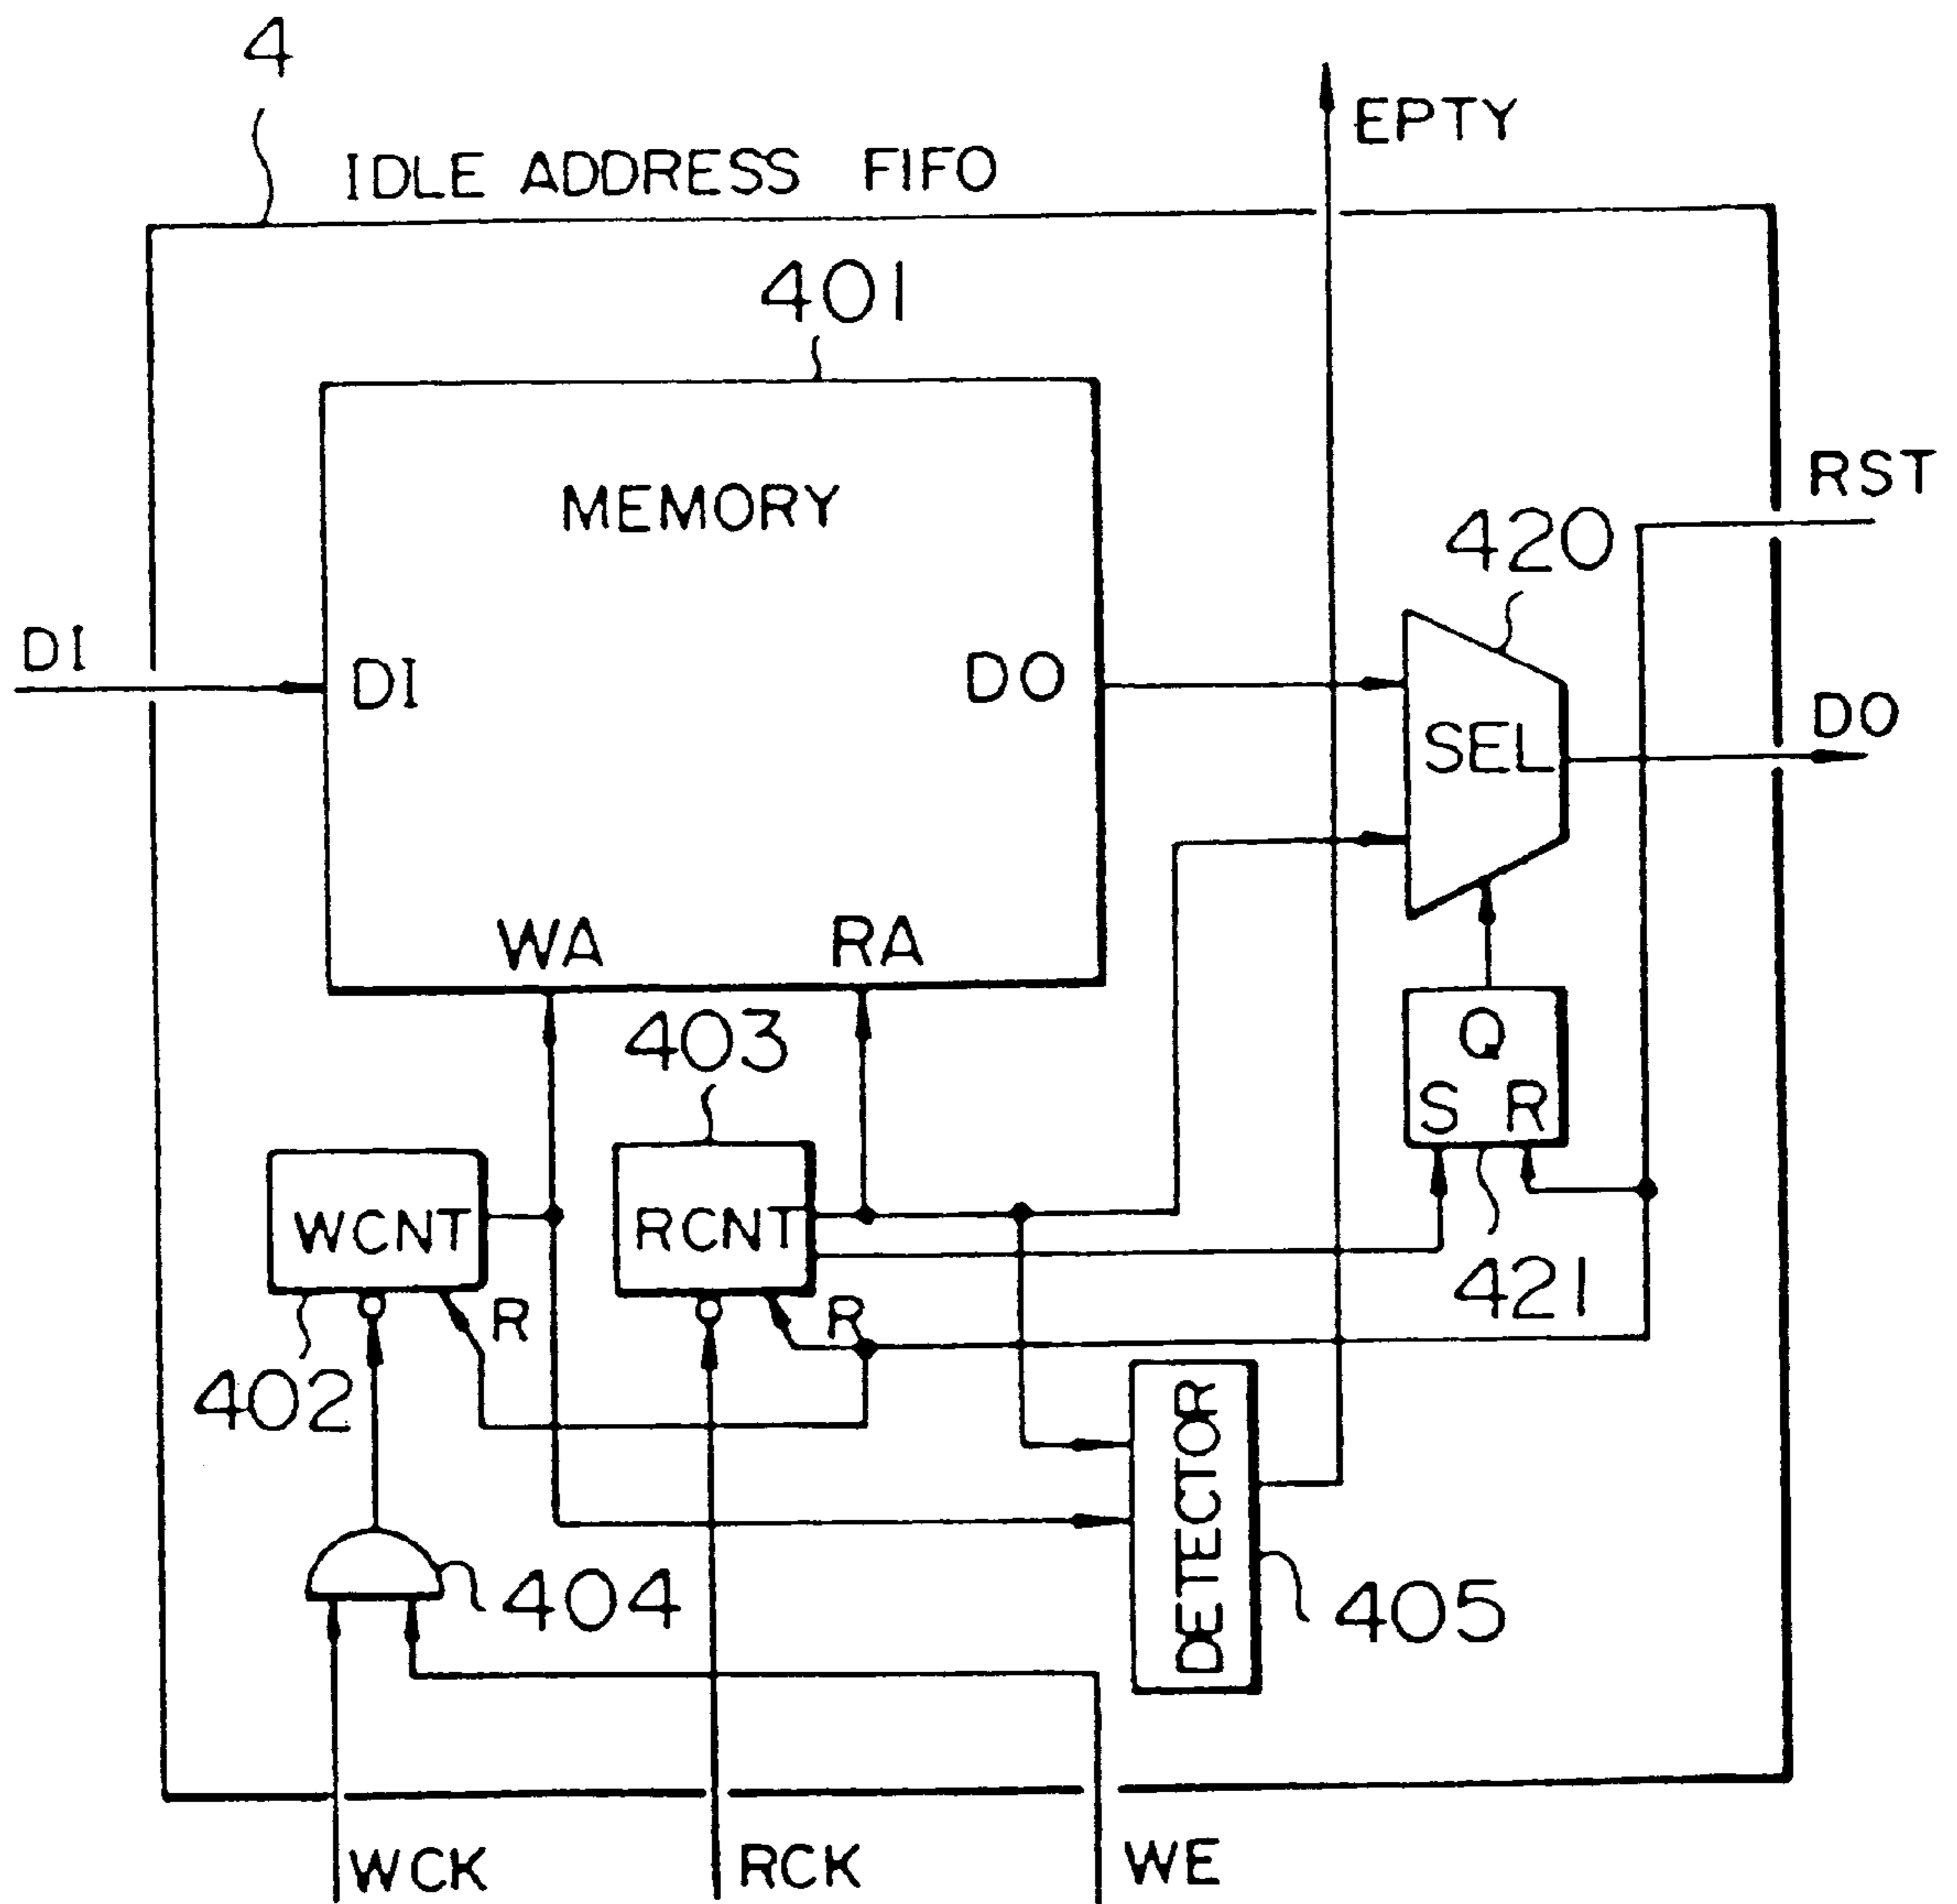 4
EPTY
IDLE ADDRESS FIFO
401
RST
MEMORY
420
DI
DI
DO
DO
SEL
WA
RA
403
Q
S R
WCNT
RCNT
421
R
R
402
DETECTOR
404
405
WCK
RCK
WE